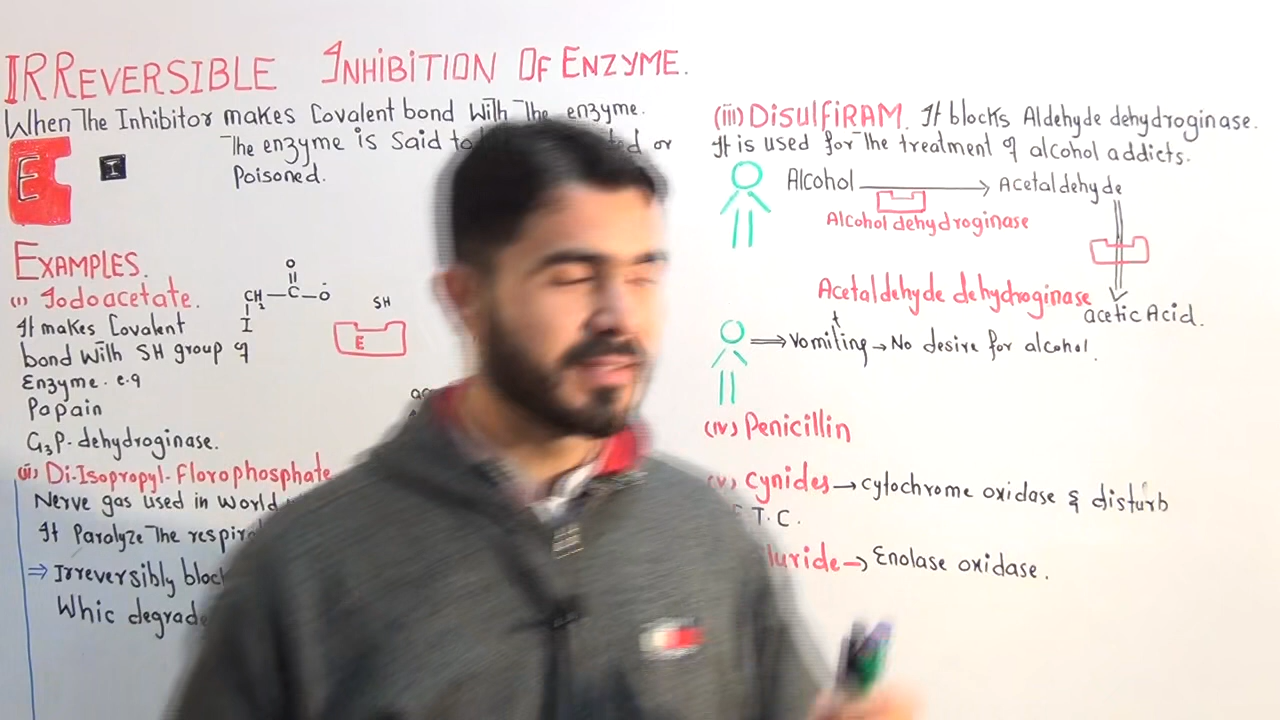 IRREVERSIBLE INHIBITION OF ENZYME.
When The Inhibitor makes Covalent bond With The enzyme.
The enzyme is Said to or
Poisoned.
E
I
EXAMPLES.
(i) Iodoacetate.
It makes Covalent
bond With SH group of
Enzyme. e.g
Papain
G3P-dehydroginase.
O
CH2—C—O
I
SH
E
(ii) Di-Isopropyl-Florophosphate
Nerve gas used in World
It Paralyze The
⇒ Irreversibly
Whic
(iii) DISULFIRAM. It blocks Aldehyde dehydroginase.
It is used for The treatment of alcohol addicts.
Alcohol → Acetaldehyde
Alcohol dehydroginase
Acetaldehyde dehydroginase
acetic Acid.
⇒ Vomiting → No desire for alcohol.
(iv) Penicillin
(v) Cynides → Cytochrome oxidase & disturb
T.C.
→ Enolase oxidase.